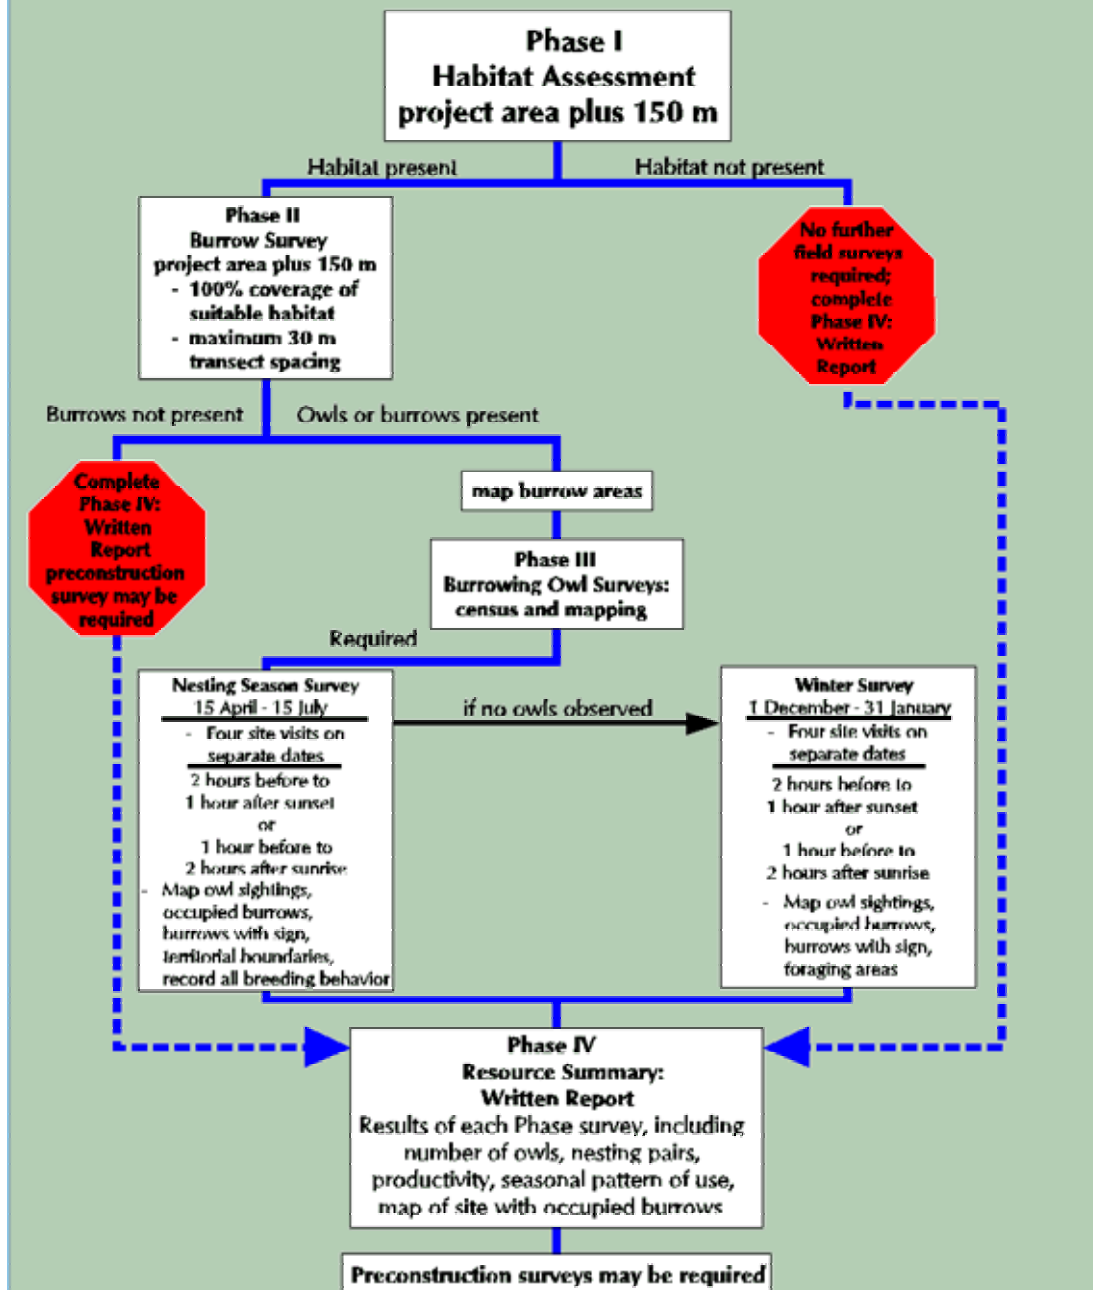 Phase I
Habitat Assessment
project area plus 150 m
Habitat present
Habitat not present
Phase II
Burrow Survey
project area plus 150 m
- 100% coverage of
suitable habitat
- maximum 30 m
transect spacing
No further
field surveys
required;
complete
Phase IV:
Written
Report
Burrows not present
Owls or burrows present
Complete
Phase IV:
Written
Report
preconstruction
survey may be
required
map burrow areas
Phase III
Burrowing Owl Surveys:
census and mapping
Required
Nesting Season Survey
15 April - 15 July
- Four site visits on
separate dates
2 hours before to
1 hour after sunset
or
1 hour before to
2 hours after sunrise
- Map owl sightings,
occupied burrows,
burrows with sign,
territorial boundaries,
record all breeding behavior
if no owls observed
Winter Survey
1 December - 31 January
- Four site visits on
separate dates
2 hours before to
1 hour after sunset
or
1 hour before to
2 hours after sunrise
- Map owl sightings,
occupied burrows,
burrows with sign,
foraging areas
Phase IV
Resource Summary:
Written Report
Results of each Phase survey, including
number of owls, nesting pairs,
productivity, seasonal pattern of use,
map of site with occupied burrows
Preconstruction surveys may be required